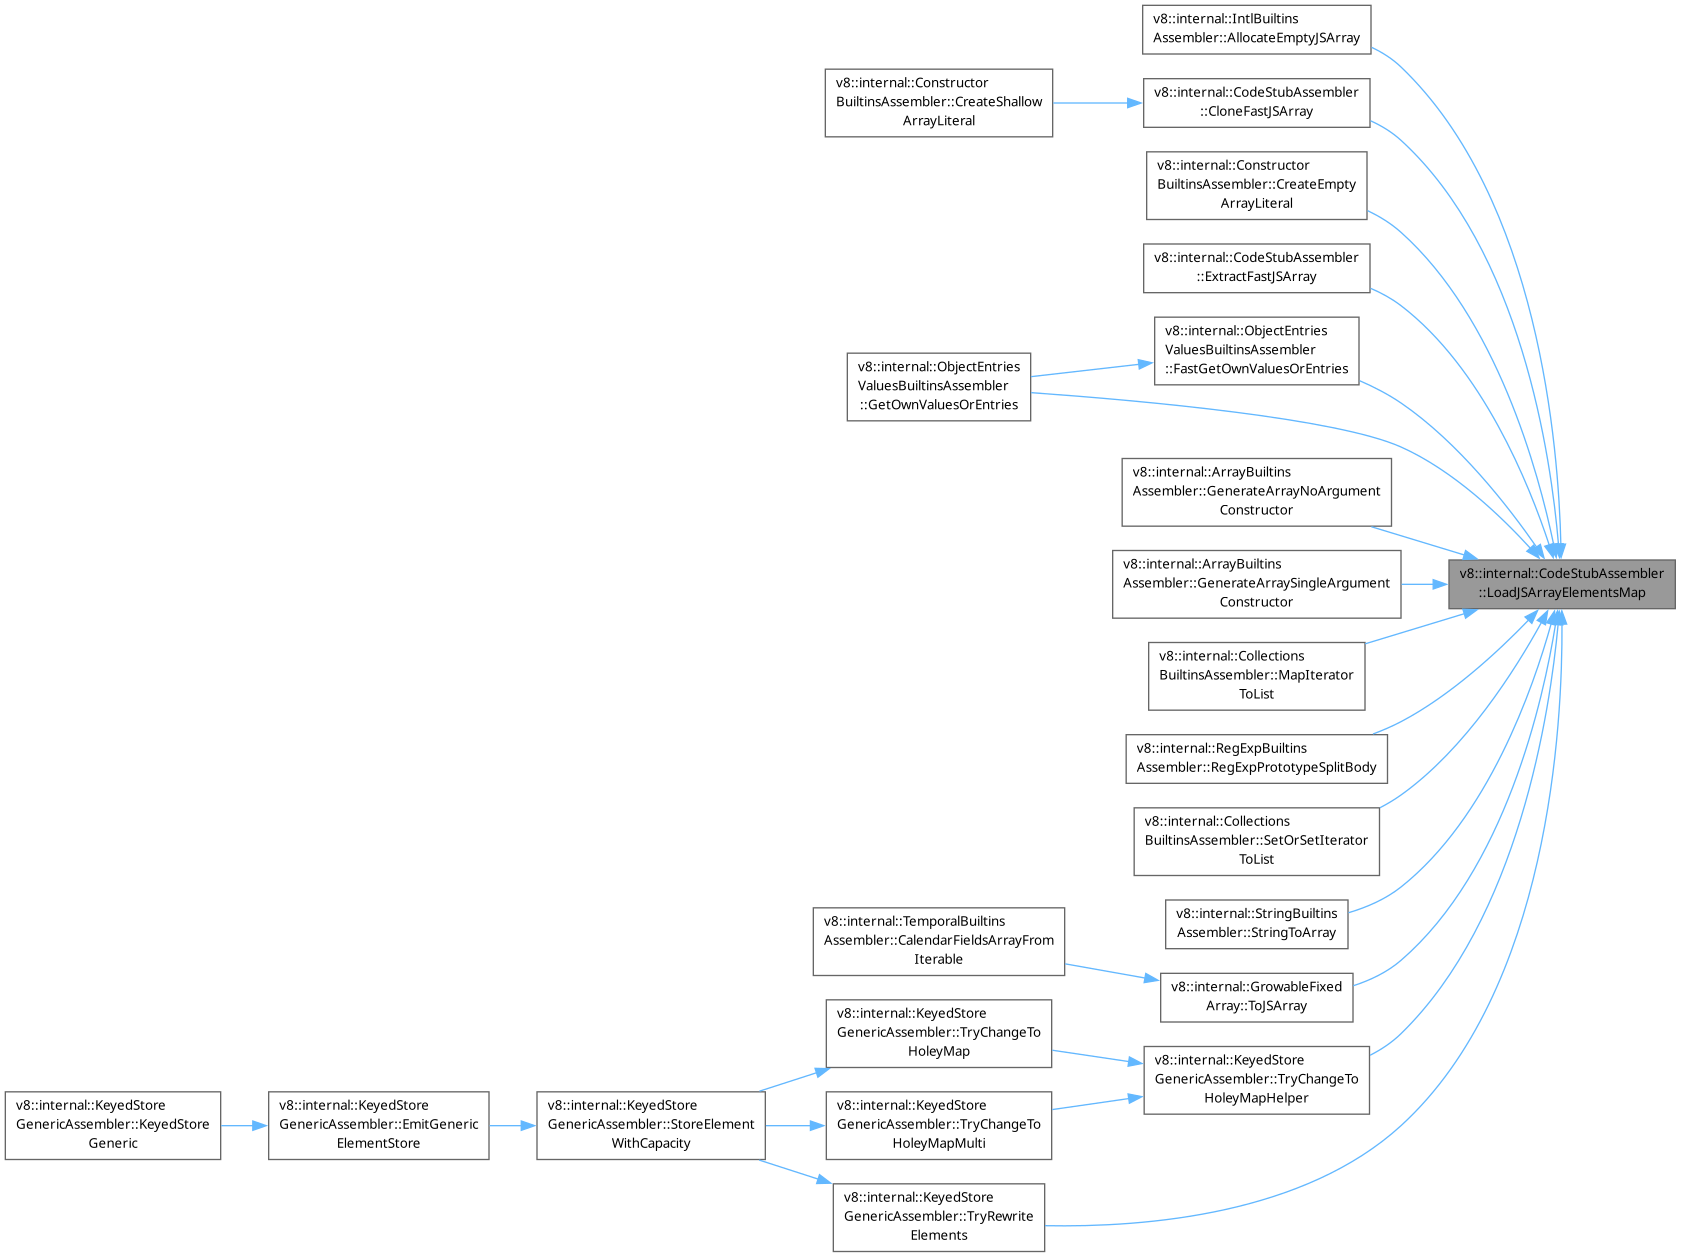 v8::internal::IntlBuiltins
Assembler::AllocateEmptyJSArray
v8::internal::Constructor
BuiltinsAssembler::CreateShallow
ArrayLiteral
v8::internal::CodeStubAssembler
::CloneFastJSArray
v8::internal::Constructor
BuiltinsAssembler::CreateEmpty
ArrayLiteral
v8::internal::CodeStubAssembler
::ExtractFastJSArray
v8::internal::ObjectEntries
ValuesBuiltinsAssembler
::FastGetOwnValuesOrEntries
v8::internal::ObjectEntries
ValuesBuiltinsAssembler
::GetOwnValuesOrEntries
v8::internal::ArrayBuiltins
Assembler::GenerateArrayNoArgument
Constructor
v8::internal::ArrayBuiltins
Assembler::GenerateArraySingleArgument
Constructor
v8::internal::CodeStubAssembler
::LoadJSArrayElementsMap
v8::internal::Collections
BuiltinsAssembler::MapIterator
ToList
v8::internal::RegExpBuiltins
Assembler::RegExpPrototypeSplitBody
v8::internal::Collections
BuiltinsAssembler::SetOrSetIterator
ToList
v8::internal::StringBuiltins
Assembler::StringToArray
v8::internal::TemporalBuiltins
Assembler::CalendarFieldsArrayFrom
Iterable
v8::internal::GrowableFixed
Array::ToJSArray
v8::internal::KeyedStore
GenericAssembler::TryChangeTo
HoleyMap
v8::internal::KeyedStore
GenericAssembler::TryChangeTo
HoleyMapHelper
v8::internal::KeyedStore
GenericAssembler::KeyedStore
Generic
v8::internal::KeyedStore
GenericAssembler::EmitGeneric
ElementStore
v8::internal::KeyedStore
GenericAssembler::StoreElement
WithCapacity
v8::internal::KeyedStore
GenericAssembler::TryChangeTo
HoleyMapMulti
v8::internal::KeyedStore
GenericAssembler::TryRewrite
Elements